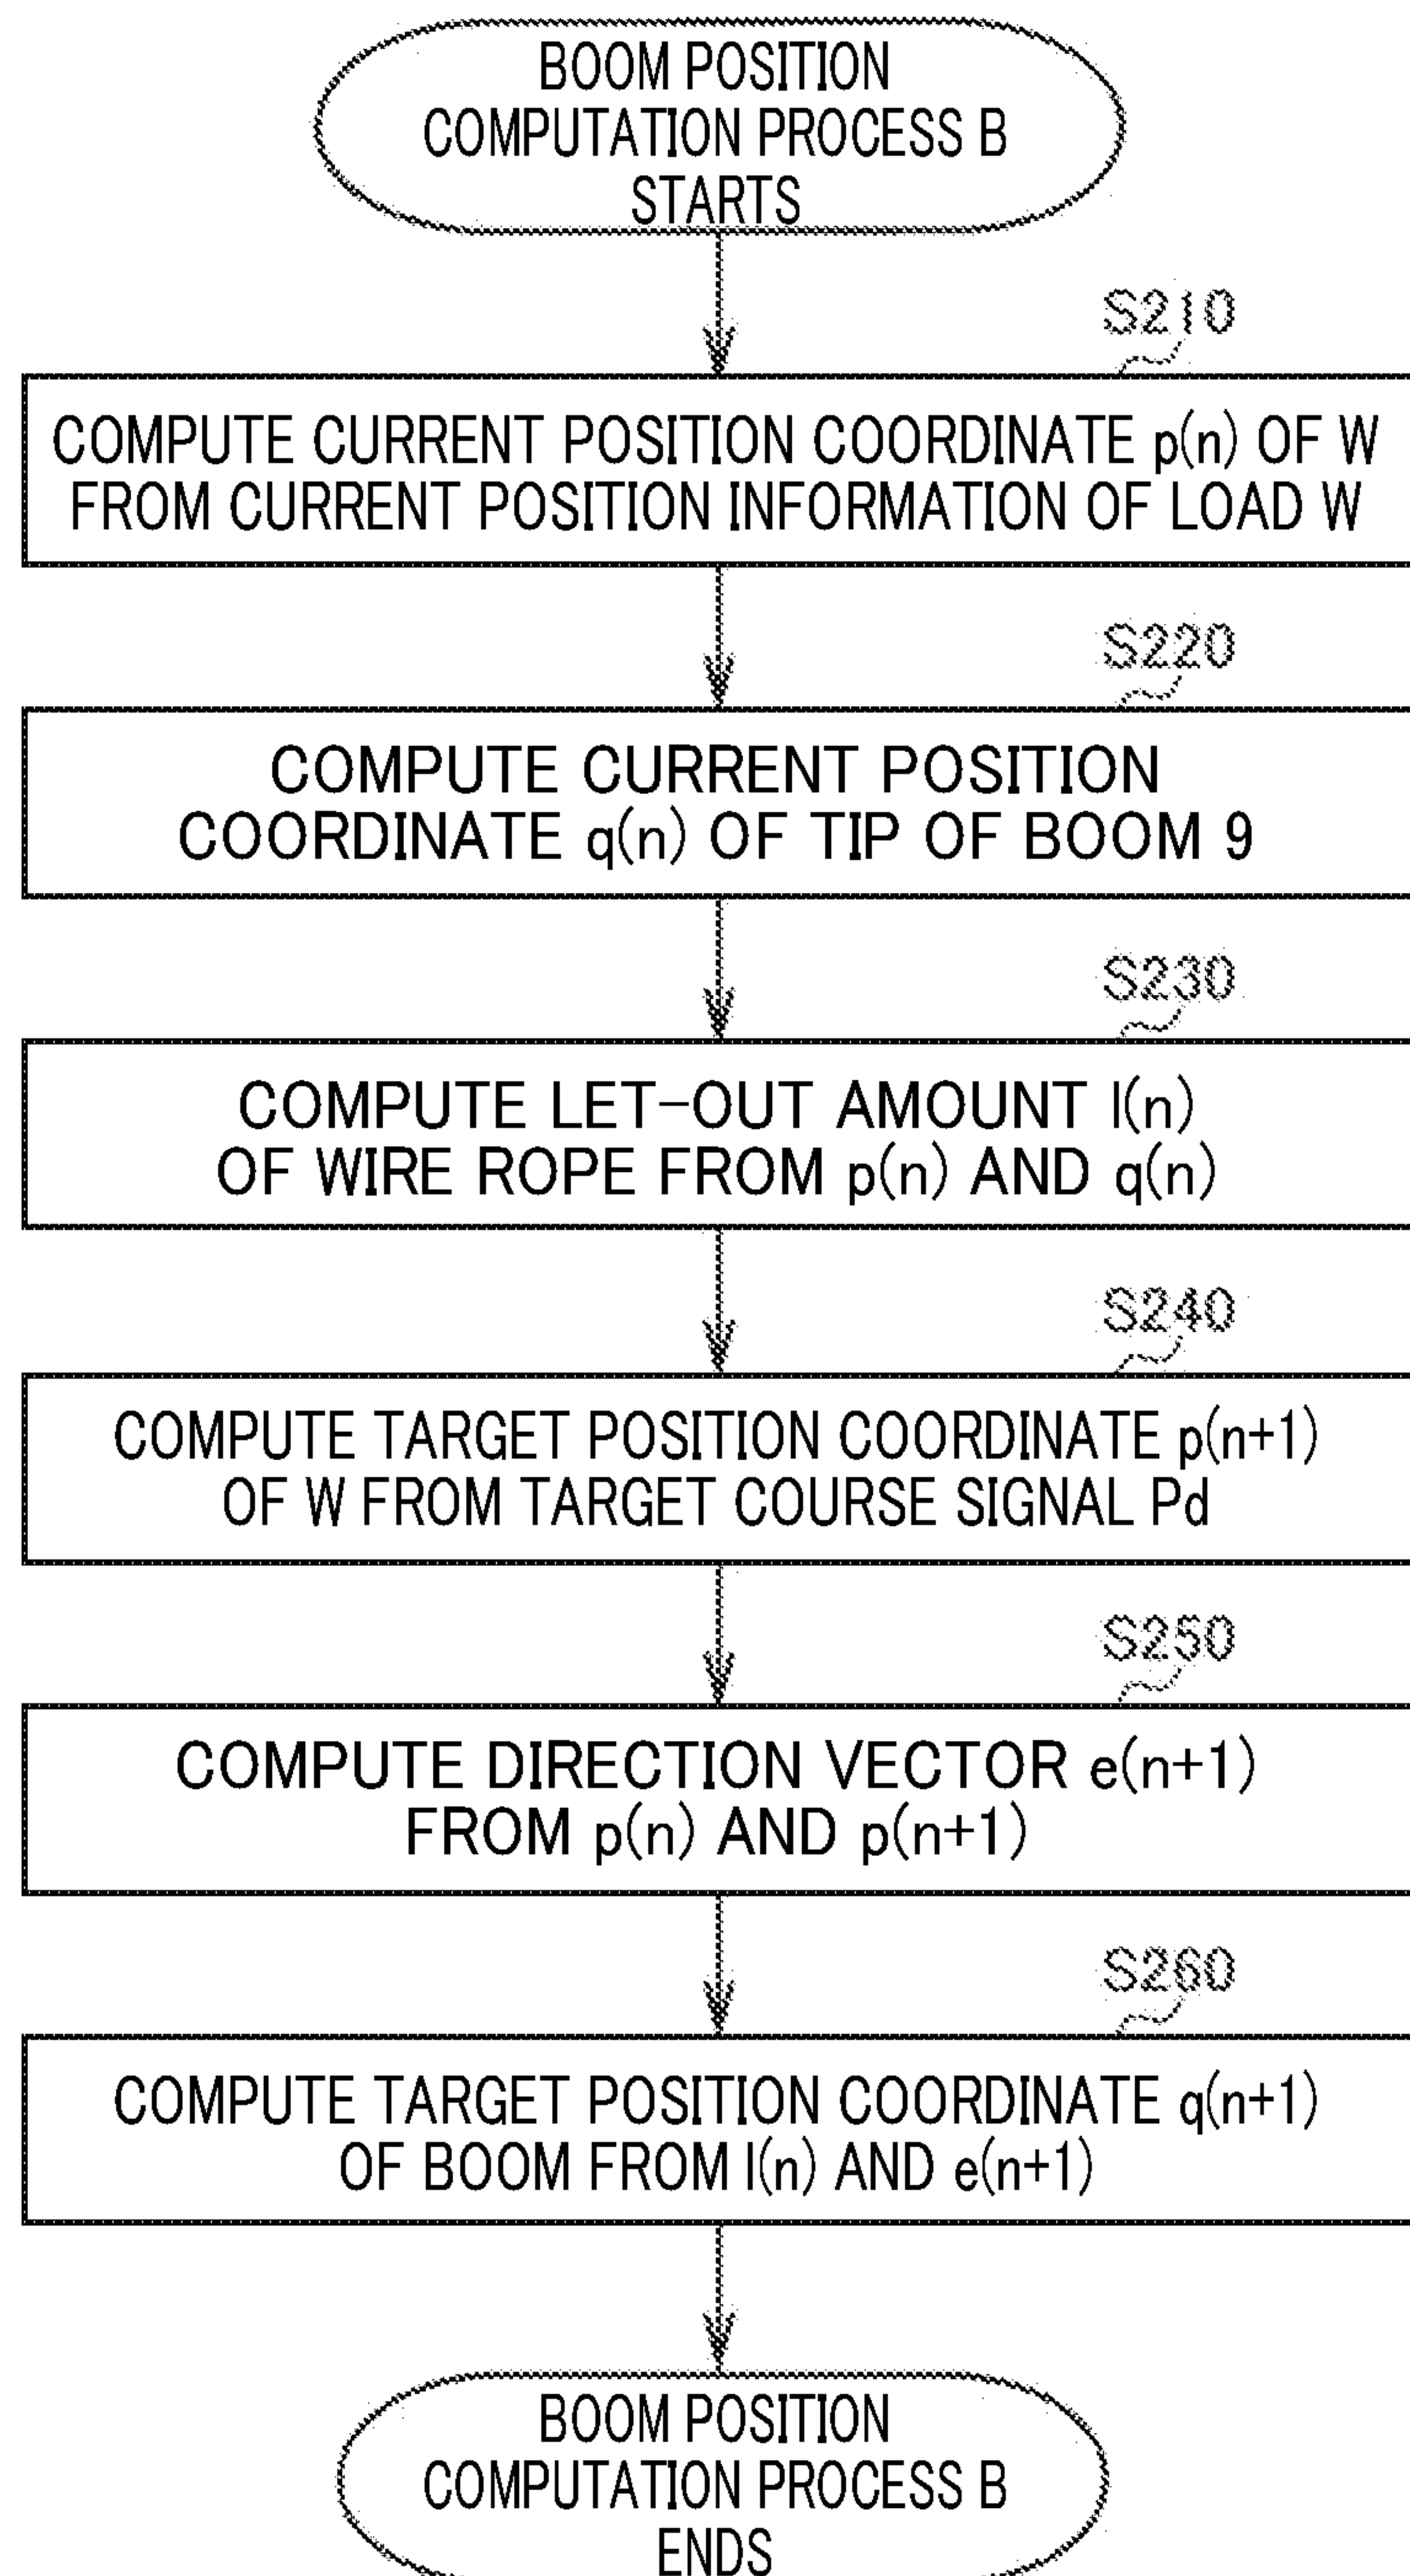 BOOM POSITION
COMPUTATION PROCESS B
STARTS
S210
COMPUTE CURRENT POSITION COORDINATE p(n) OF W
FROM CURRENT POSITION INFORMATION OF LOAD W
S220
COMPUTE CURRENT POSITION
COORDINATE q(n) OF TIP OF BOOM 9
S230
COMPUTE LET-OUT AMOUNT l(n)
OF WIRE ROPE FROM p(n) AND q(n)
S240
COMPUTE TARGET POSITION COORDINATE p(n+1)
OF W FROM TARGET COURSE SIGNAL Pd
S250
COMPUTE DIRECTION VECTOR e(n+1)
FROM p(n) AND p(n+1)
S260
COMPUTE TARGET POSITION COORDINATE q(n+1)
OF BOOM FROM l(n) AND e(n+1)
BOOM POSITION
COMPUTATION PROCESS B
ENDS